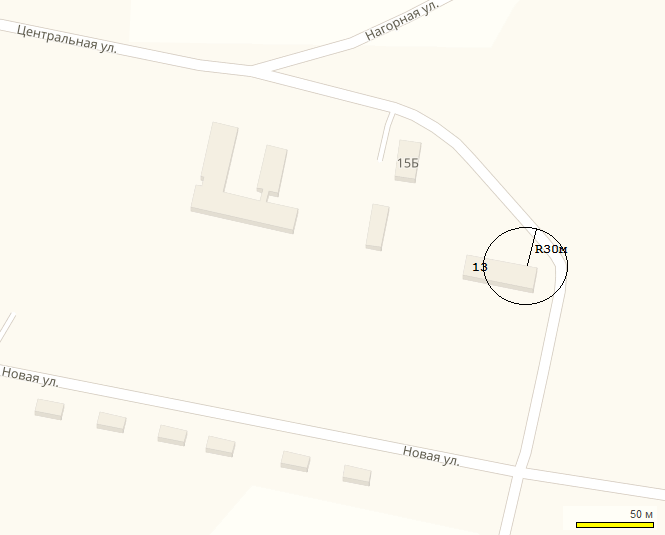 Нагорная ул.
Центральная ул.
15Б
R30м
13
Новая ул.
Новая ул.
50 м